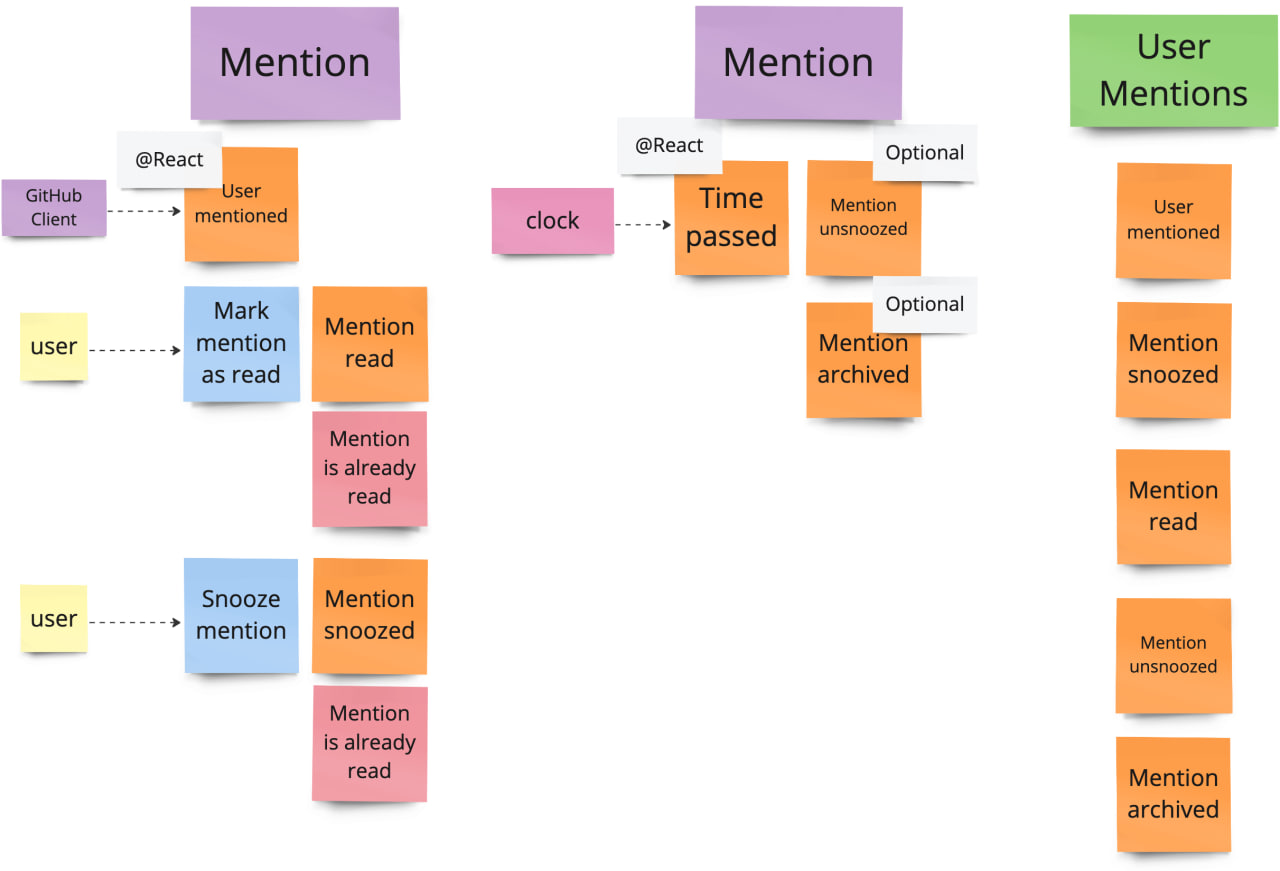 Mention
@React
GitHub
Client
User
mentioned
user
Mark
mention
as read
Mention
read
Mention
is already
read
user
Snooze
mention
Mention
snoozed
Mention
is already
read
Mention
@React
Optional
clock
Time
passed
Mention
unsnoozed
Optional
Mention
archived
User
Mentions
User
mentioned
Mention
snoozed
Mention
read
Mention
unsnoozed
Mention
archived